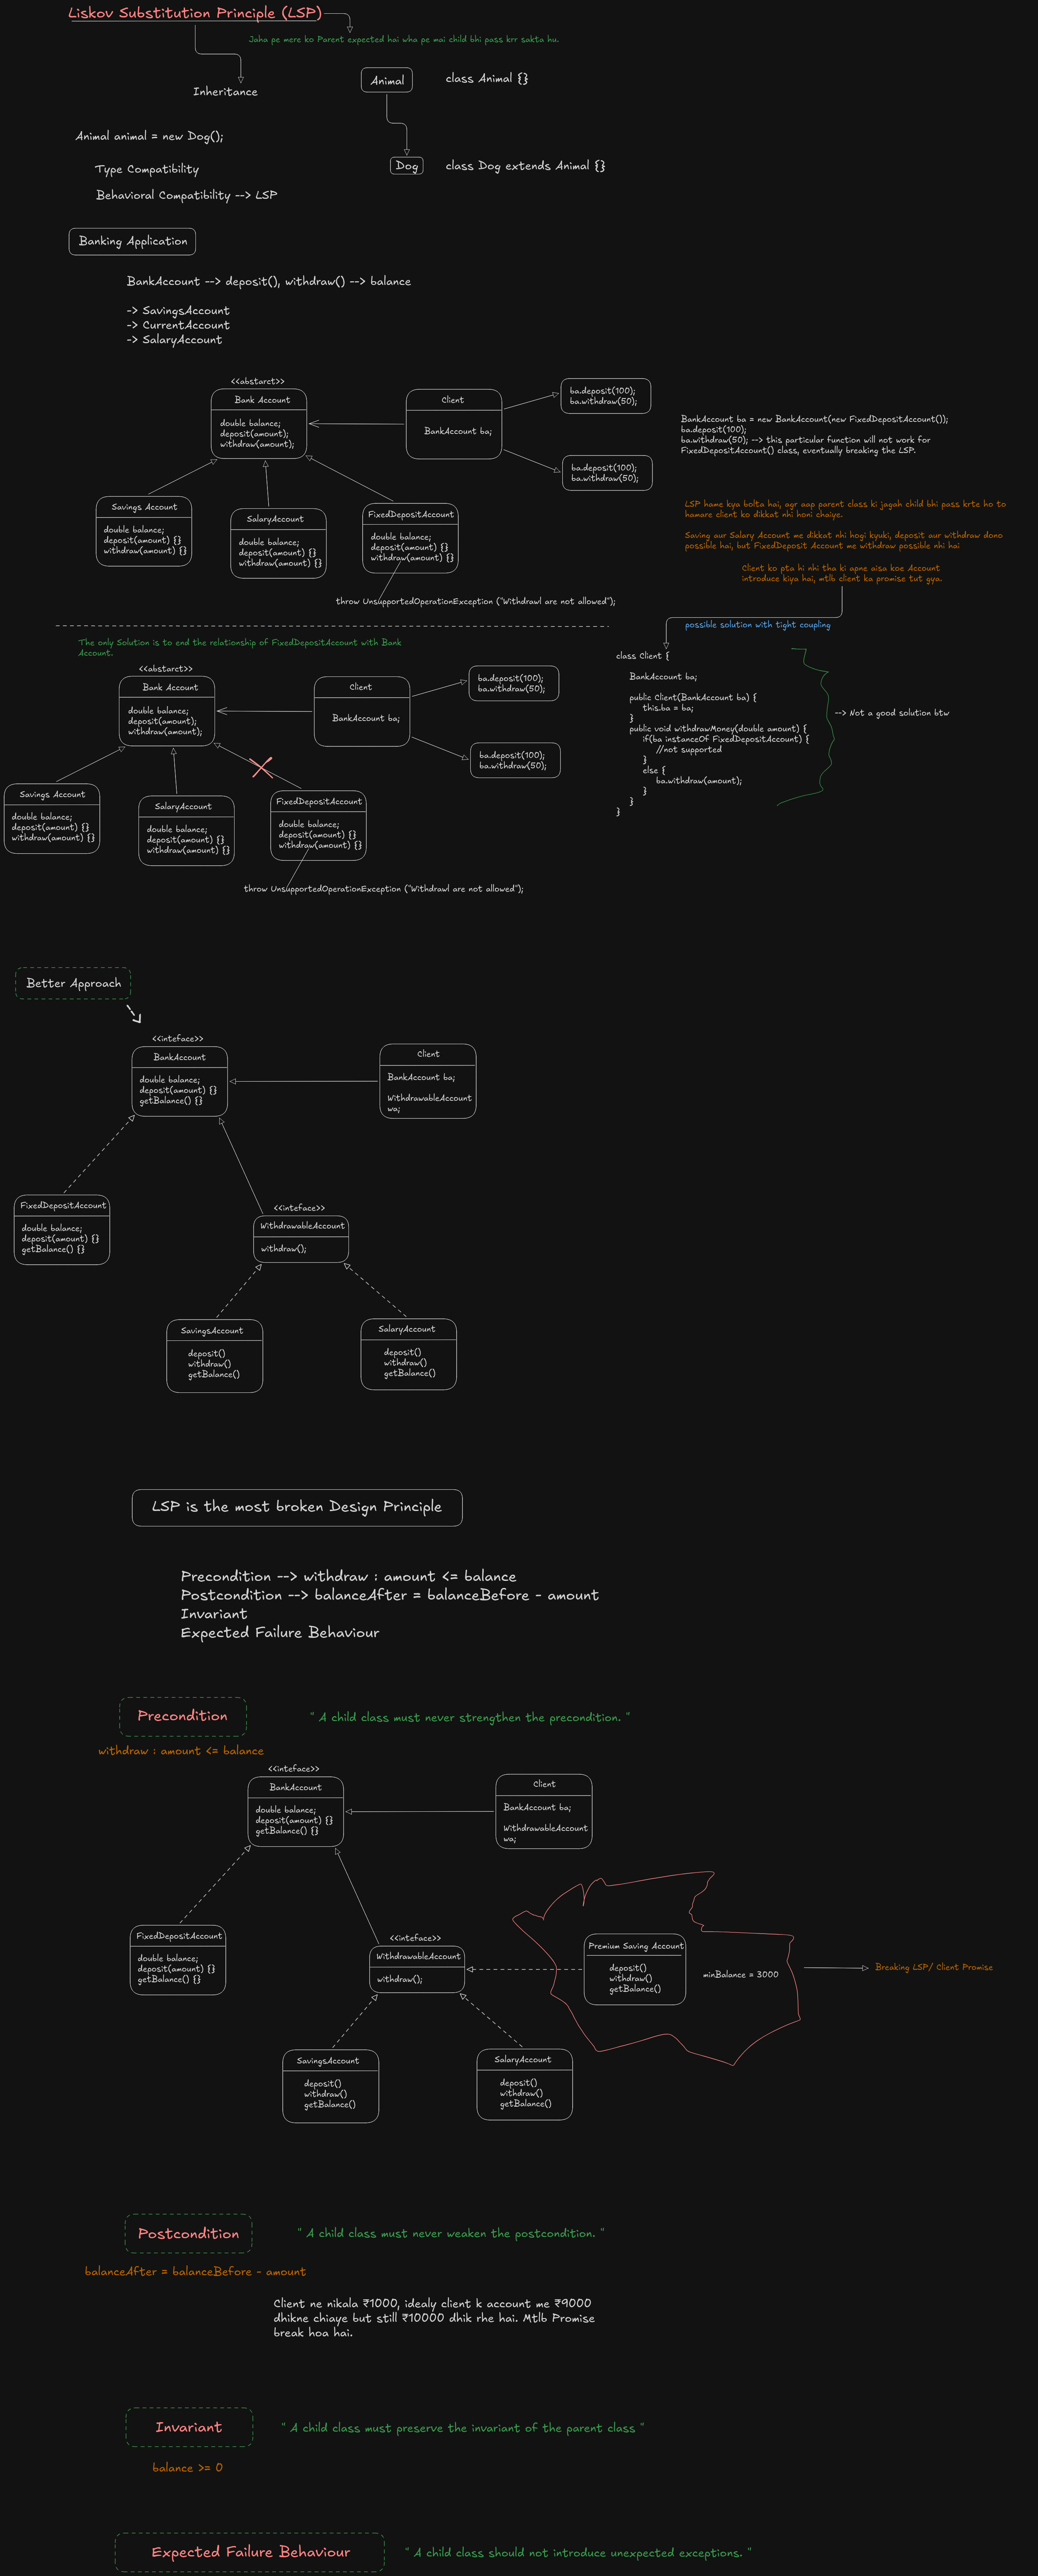 Liskov Substitution Principle (LSP)
Jaha pe mere ko Parent expected hai wha pe mai child bhi pass krr sakta hu.
Inheritance
Animal
class Animal {}
Animal animal = new Dog();
Type Compatibility
Dog
class Dog extends Animal {}
Behavioral Compatibility --> LSP
Banking Application
BankAccount --> deposit(), withdraw() --> balance
-> SavingsAccount
-> CurrentAccount
-> SalaryAccount
<<abstarct>>
Bank Account
double balance;
deposit(amount);
withdraw(amount);
Client
BankAccount ba;
ba.deposit(100);
ba.withdraw(50);
ba.deposit(100);
ba.withdraw(50);
BankAccount ba = new BankAccount(new FixedDepositAccount());
ba.deposit(100);
ba.withdraw(50); --> this particular function will not work for
FixedDepositAccount() class, eventually breaking the LSP.
Savings Account
double balance;
deposit(amount) {}
withdraw(amount) {}
SalaryAccount
double balance;
deposit(amount) {}
withdraw(amount) {}
FixedDepositAccount
double balance;
deposit(amount) {}
withdraw(amount) {}
throw UnsupportedOperationException ("Withdrawl are not allowed");
LSP hame kya bolta hai, agr aap parent class ki jagah child bhi pass krte ho to
hamare client ko dikkat nhi honi chaiye.
Saving aur Salary Account me dikkat nhi hogi kyuki, deposit aur withdraw dono
possible hai, but FixedDeposit Account me withdraw possible nhi hai
Client ko pta hi nhi tha ki apne aisa koe Account
introduce kiya hai, mtlb client ka promise tut gya.
possible solution with tight coupling
class Client {
BankAccount ba;
public Client(BankAccount ba) {
this.ba = ba;
}
public void withdrawMoney(double amount) {
if(ba instanceOf FixedDepositAccount) {
//not supported
}
else {
ba.withdraw(amount);
}
}
}
--> Not a good solution btw
The only Solution is to end the relationship of FixedDepositAccount with Bank
Account.
<<abstarct>>
Bank Account
double balance;
deposit(amount);
withdraw(amount);
Client
BankAccount ba;
ba.deposit(100);
ba.withdraw(50);
ba.deposit(100);
ba.withdraw(50);
Savings Account
double balance;
deposit(amount) {}
withdraw(amount) {}
SalaryAccount
double balance;
deposit(amount) {}
withdraw(amount) {}
FixedDepositAccount
double balance;
deposit(amount) {}
withdraw(amount) {}
throw UnsupportedOperationException ("Withdrawl are not allowed");
Better Approach
<<inteface>>
BankAccount
double balance;
deposit(amount) {}
getBalance() {}
Client
BankAccount ba;
WithdrawableAccount
wa;
FixedDepositAccount
double balance;
deposit(amount) {}
getBalance() {}
<<inteface>>
WithdrawableAccount
withdraw();
SavingsAccount
deposit()
withdraw()
getBalance()
SalaryAccount
deposit()
withdraw()
getBalance()
LSP is the most broken Design Principle
Precondition --> withdraw : amount <= balance
Postcondition --> balanceAfter = balanceBefore - amount
Invariant
Expected Failure Behaviour
Precondition
" A child class must never strengthen the precondition. "
withdraw : amount <= balance
<<inteface>>
BankAccount
double balance;
deposit(amount) {}
getBalance() {}
Client
BankAccount ba;
WithdrawableAccount
wa;
FixedDepositAccount
double balance;
deposit(amount) {}
getBalance() {}
<<inteface>>
WithdrawableAccount
withdraw();
Premium Saving Account
deposit()
withdraw()
getBalance()
minBalance = 3000
Breaking LSP/ Client Promise
SavingsAccount
deposit()
withdraw()
getBalance()
SalaryAccount
deposit()
withdraw()
getBalance()
Postcondition
" A child class must never weaken the postcondition. "
balanceAfter = balanceBefore - amount
Client ne nikala ₹1000, idealy client k account me ₹9000
dhikne chiaye but still ₹10000 dhik rhe hai. Mtlb Promise
break hoa hai.
Invariant
" A child class must preserve the invariant of the parent class "
balance >= 0
Expected Failure Behaviour
" A child class should not introduce unexpected exceptions. "